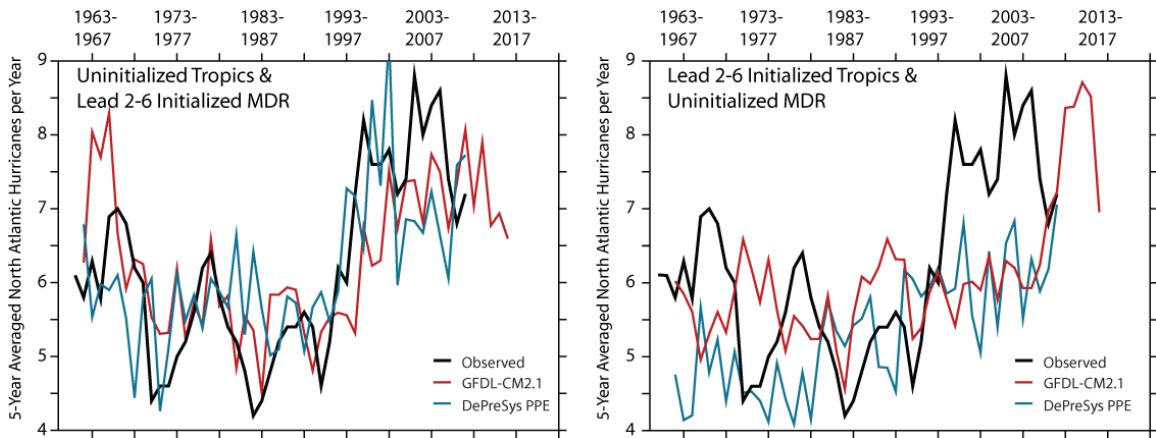 1963- 1973- 1983- 1993- 2003- 2013-
1967 1977 1987 1997 2007 2017
5-Year Averaged North Atlantic Hurricanes per Year
9
8
7
6
5
4
Uninitialized Tropics &
Lead 2-6 Initialized MDR
Observed
GFDL-CM2.1
DePreSys PPE
1963- 1973- 1983- 1993- 2003- 2013-
1967 1977 1987 1997 2007 2017
5-Year Averaged North Atlantic Hurricanes per Year
9
8
7
6
5
4
Lead 2-6 Initialized Tropics &
Uninitialized MDR
Observed
GFDL-CM2.1
DePreSys PPE